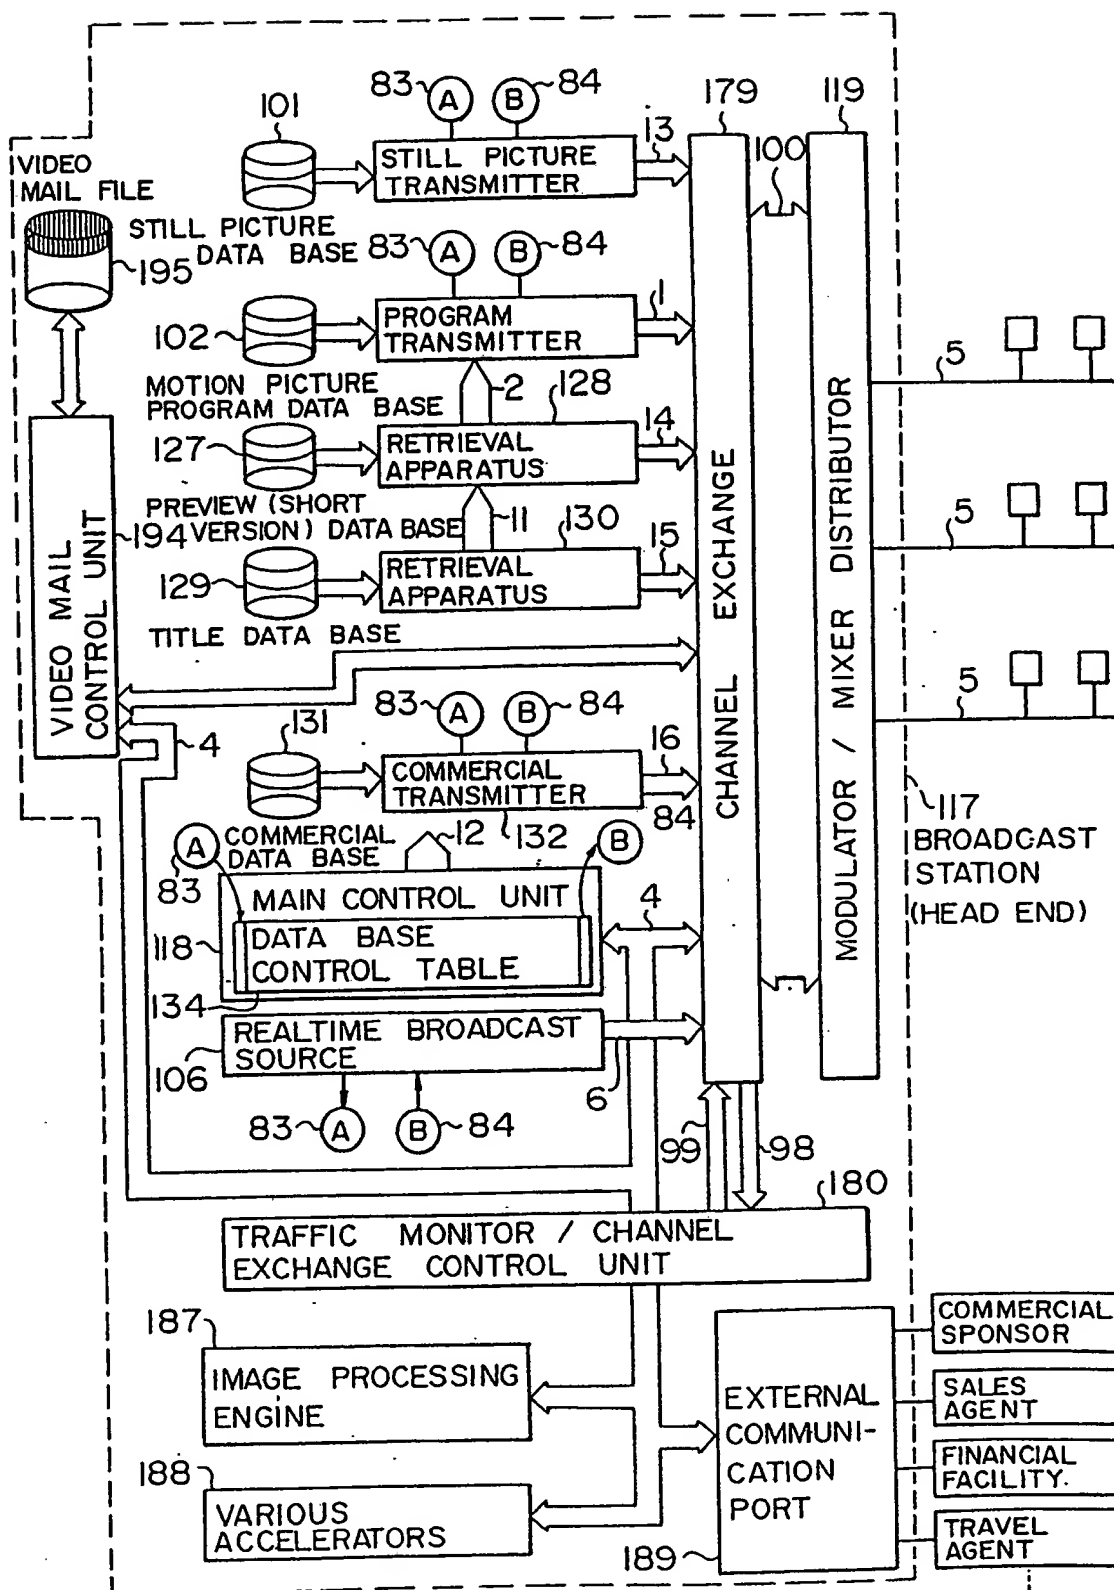 83
A
B
84
179
119
101
13
100
STILL PICTURE
TRANSMITTER
VIDEO
MAIL FILE
STILL PICTURE
DATA BASE
195
83
A
B
84
1
102
PROGRAM
TRANSMITTER
MOTION PICTURE
PROGRAM DATA BASE
2
128
5
127
RETRIEVAL
APPARATUS
14
PREVIEW (SHORT
VERSION) DATA BASE
11
130
194
129
RETRIEVAL
APPARATUS
15
5
TITLE DATA BASE
VIDEO MAIL
CONTROL UNIT
CHANNEL EXCHANGE
MODULATOR / MIXER DISTRIBUTOR
5
4
83
A
B
84
131
COMMERCIAL
TRANSMITTER
16
84
132
117
BROADCAST
STATION
(HEAD END)
COMMERCIAL
DATA BASE
12
A
83
B
MAIN CONTROL UNIT
118
DATA BASE
CONTROL TABLE
134
4
REALTIME BROADCAST
SOURCE
106
6
83
A
B
84
99
98
180
TRAFFIC MONITOR / CHANNEL
EXCHANGE CONTROL UNIT
187
IMAGE PROCESSING
ENGINE
188
VARIOUS
ACCELERATORS
EXTERNAL
COMMUNI-
CATION
PORT
189
COMMERCIAL
SPONSOR
SALES
AGENT
FINANCIAL
FACILITY.
TRAVEL
AGENT